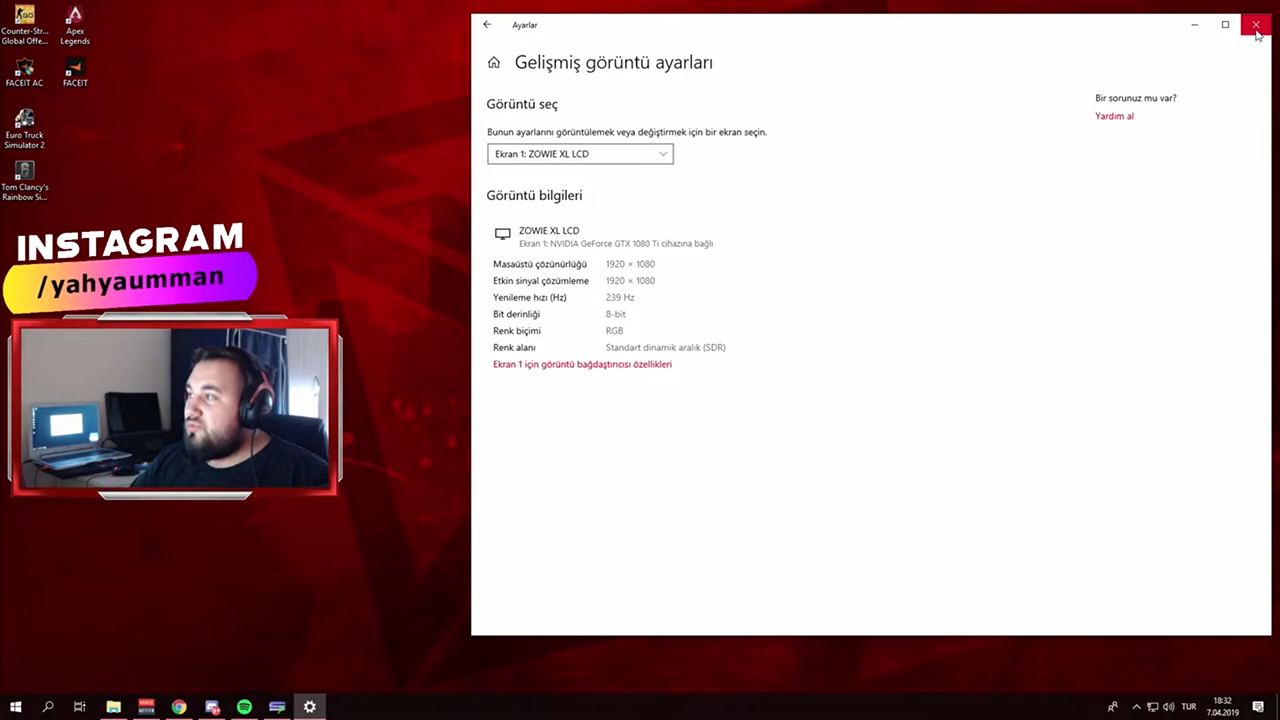 Counter-Str...
Global Offe...
Apex
Legends
FACEIT AC
FACEIT
Euro Truck
Simulator 2
Tom Clancy's
Rainbow Si...
INSTAGRAM
/yahyaumman
Ayarlar
Gelişmiş görüntü ayarları
Görüntü seç
Bunun ayarlarını görüntülemek veya değiştirmek için bir ekran seçin.
Ekran 1: ZOWIE XL LCD
Görüntü bilgileri
ZOWIE XL LCD
Ekran 1: NVIDIA GeForce GTX 1080 Ti cihazına bağlı
Masaüstü çözünürlüğü 1920 × 1080
Etkin sinyal çözümleme 1920 × 1080
Yenileme hızı (Hz) 239 Hz
Bit derinliği 8-bit
Renk biçimi RGB
Renk alanı Standart dinamik aralık (SDR)
Ekran 1 için görüntü bağdaştırıcısı özellikleri
Bir sorunuz mu var?
Yardım al
TUR
18:32
7.04.2019